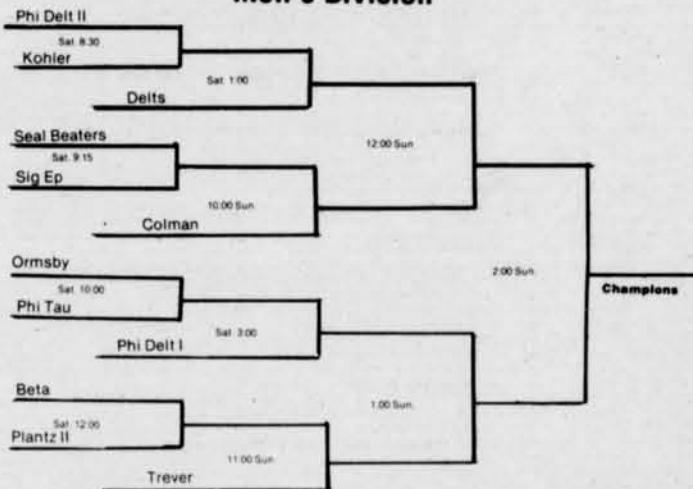 Men's Division
Phi Delt II
Sat. 8:30
Kohler
Sat. 1:00
Delts
Seal Beaters
Sat. 9:15
Sig Ep
12:00 Sun.
10:00 Sun.
Colman
Ormsby
Sat. 10:00
Phi Tau
2:00 Sun.
Champions
Sat. 3:00
Phi Delt I
Beta
Sat. 12:00
Plantz II
1:00 Sun.
11:00 Sun.
Trever